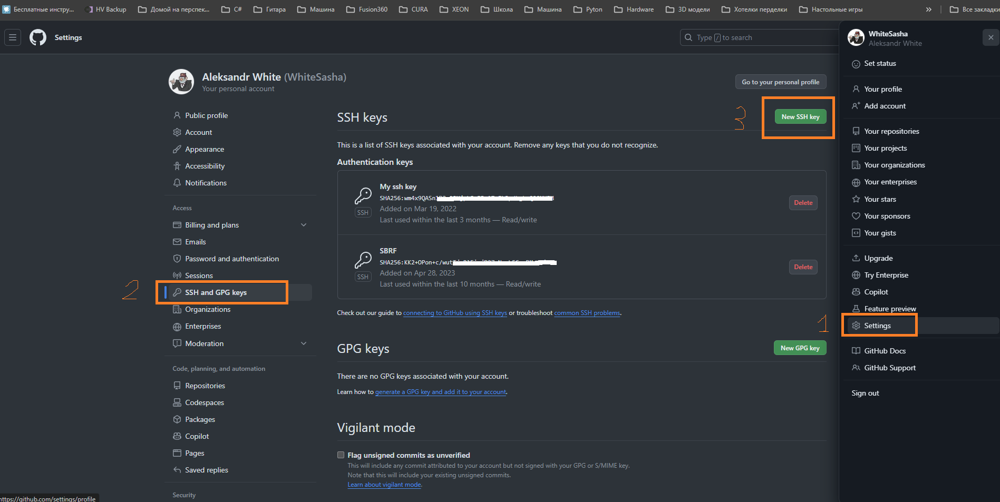 Бесплатные инстру...
HV Backup
Домой на перспек...
C#
Гитара
Машина
Fusion360
CURA
XEON
Школа
Машина
Pyton
Hardware
3D модели
Хотелки перделки
Настольные игры
»
Все закладки
Settings
Type / to search
WhiteSasha
Aleksandr White
Set status
Your profile
Add account
Your repositories
Your projects
Your organizations
Your enterprises
Your stars
Your sponsors
Your gists
Upgrade
Try Enterprise
Copilot
Feature preview
1
Settings
GitHub Docs
GitHub Support
Sign out
Aleksandr White (WhiteSasha)
Your personal account
Go to your personal profile
Public profile
Account
Appearance
Accessibility
Notifications
Access
Billing and plans
Emails
Password and authentication
Sessions
2
SSH and GPG keys
Organizations
Enterprises
Moderation
Code, planning, and automation
Repositories
Codespaces
Packages
Copilot
Pages
Saved replies
Security
SSH keys
3
New SSH key
This is a list of SSH keys associated with your account. Remove any keys that you do not recognize.
Authentication keys
My ssh key
SHA256:wm4x9QASn
SSH
Added on Mar 19, 2022
Last used within the last 3 months — Read/write
Delete
SBRF
SHA256:KK2+OPon+c/wut
SSH
Added on Apr 28, 2023
Last used within the last 10 months — Read/write
Delete
Check out our guide to connecting to GitHub using SSH keys or troubleshoot common SSH problems.
GPG keys
New GPG key
There are no GPG keys associated with your account.
Learn how to generate a GPG key and add it to your account.
Vigilant mode
Flag unsigned commits as unverified
This will include any commit attributed to your account but not signed with your GPG or S/MIME key.
Note that this will include your existing unsigned commits.
Learn about vigilant mode.
https://github.com/settings/profile